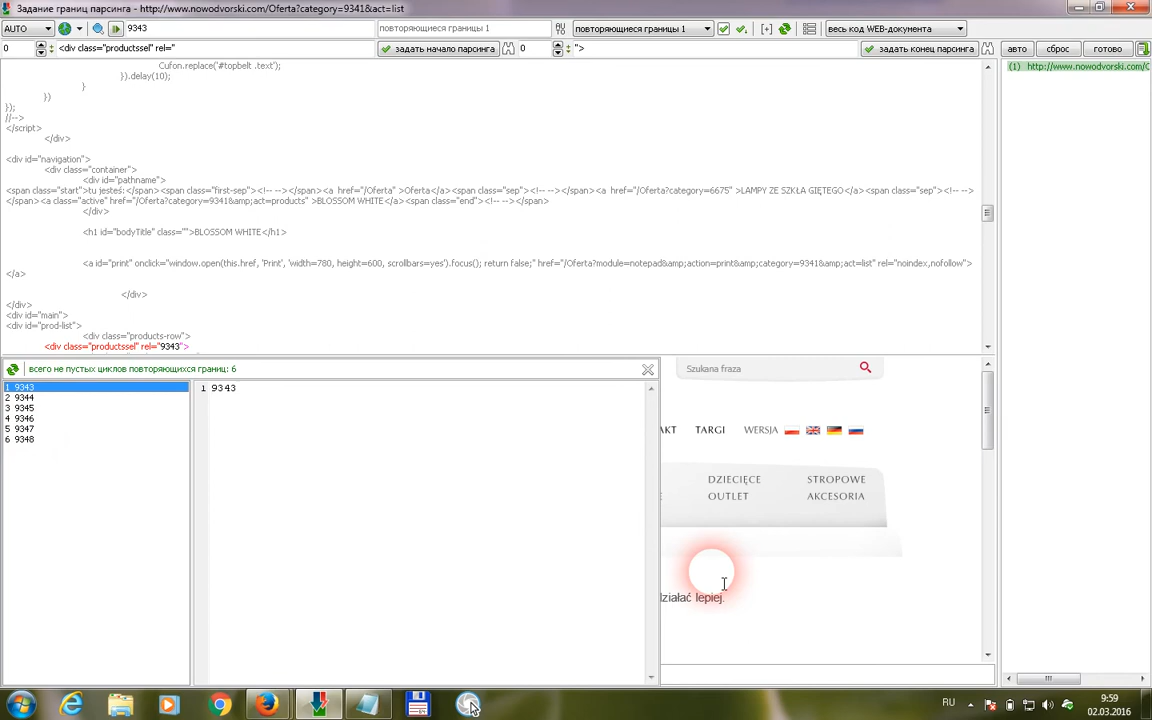 Задание границ парсинга - http://www.nowodvorski.com/Oferta?category=9341&act=list
AUTO 9343 повторяющиеся границы 1 повторяющиеся границы 1 весь код WEB-документа
0 <div class="productssel" rel=" задать начало парсинга 0 "> задать конец парсинга авто сброс готово
Cufon.replace('#topbelt .text');
}).delay(10);
}
})
});
//-->
</script>
</div>
<div id="navigation">
<div class="container">
<div id="pathname">
<span class="start">tu jesteś:</span><span class="first-sep"><!-- --></span><a href="/Oferta" >Oferta</a><span class="sep"><!-- --></span><a href="/Oferta?category=6675" >LAMPY ZE SZKŁA GIĘTEGO</a><span class="sep"><!-- -->
</span><a class="active" href="/Oferta?category=9341&amp;act=products" >BLOSSOM WHITE</a><span class="end"><!-- --></span>
</div>
<h1 id="bodyTitle" class="">BLOSSOM WHITE</h1>
<a id="print" onclick="window.open(this.href, 'Print', 'width=780, height=600, scrollbars=yes').focus(); return false;" href="/Oferta?module=notepad&amp;action=print&amp;category=9341&amp;act=list" rel="noindex,nofollow">
</a>
</div>
</div>
<div id="main">
<div id="prod-list">
<div class="products-row">
<div class="productssel" rel="9343">
(1) http://www.nowodvorski.com/O
всего не пустых циклов повторяющихся границ: 6
1 9343
2 9344
3 9345
4 9346
5 9347
6 9348
1 9343
Szukana fraza
AKT TARGI WERSJA
DZIECIĘCE STROPOWE
E OUTLET AKCESORIA
działać lepiej.
RU 9:59
02.03.2016